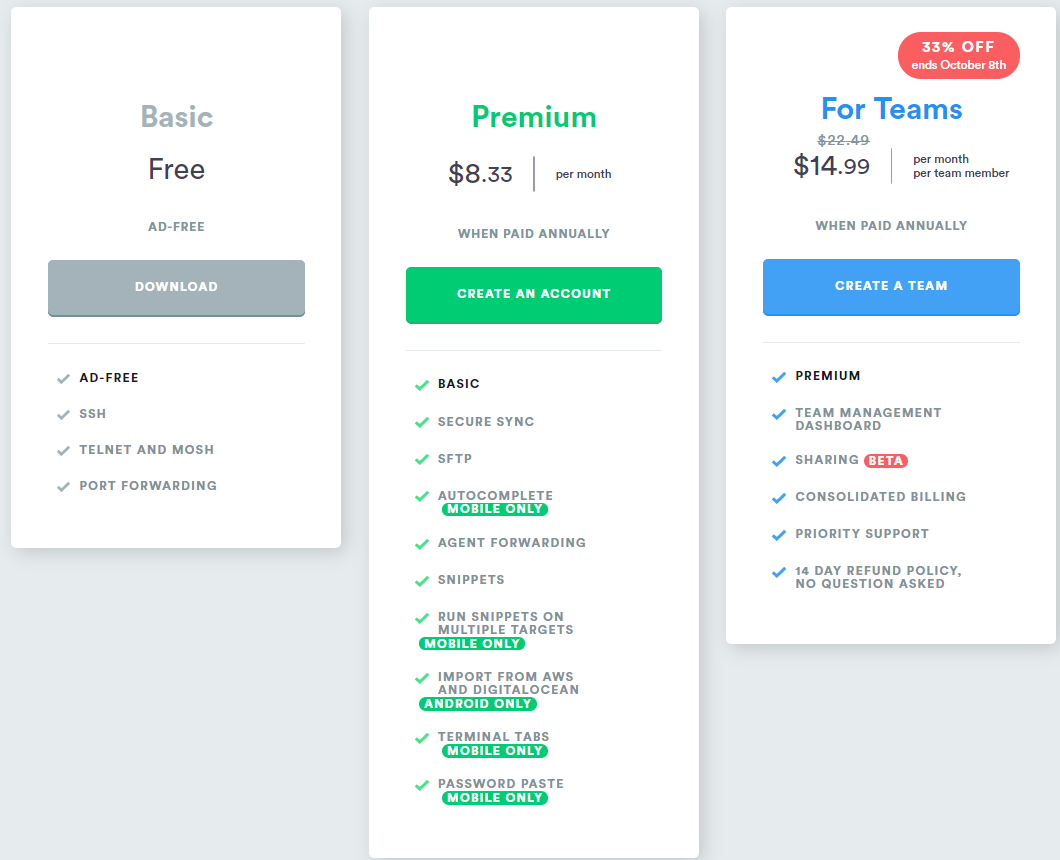 Basic
Free
AD-FREE
DOWNLOAD
AD-FREE
SSH
TELNET AND MOSH
PORT FORWARDING
Premium
$8.33 per month
WHEN PAID ANNUALLY
CREATE AN ACCOUNT
BASIC
SECURE SYNC
SFTP
AUTOCOMPLETE
MOBILE ONLY
AGENT FORWARDING
SNIPPETS
RUN SNIPPETS ON
MULTIPLE TARGETS
MOBILE ONLY
IMPORT FROM AWS
AND DIGITALOCEAN
ANDROID ONLY
TERMINAL TABS
MOBILE ONLY
PASSWORD PASTE
MOBILE ONLY
33% OFF
ends October 8th
For Teams
$22.49
$14.99
per month
per team member
WHEN PAID ANNUALLY
CREATE A TEAM
PREMIUM
TEAM MANAGEMENT
DASHBOARD
SHARING BETA
CONSOLIDATED BILLING
PRIORITY SUPPORT
14 DAY REFUND POLICY,
NO QUESTION ASKED